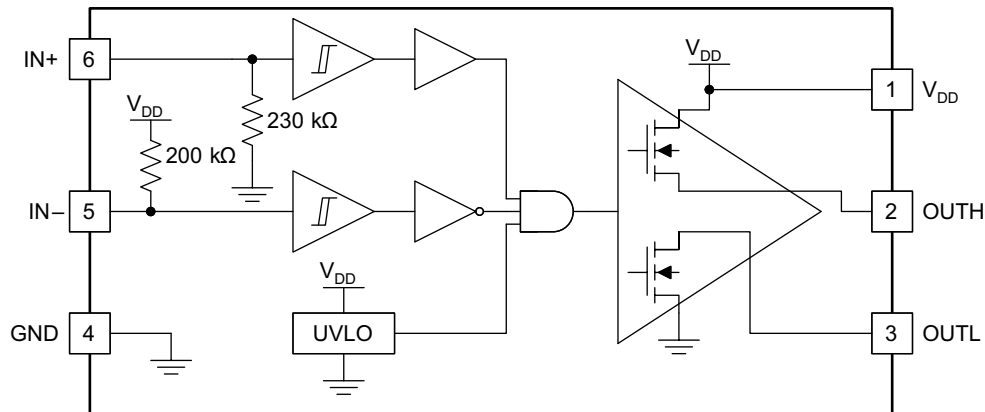 IN+
6
V_DD
230 kΩ
V_DD
200 kΩ
1
V_DD
IN−
5
2
OUTH
V_DD
GND
4
UVLO
3
OUTL